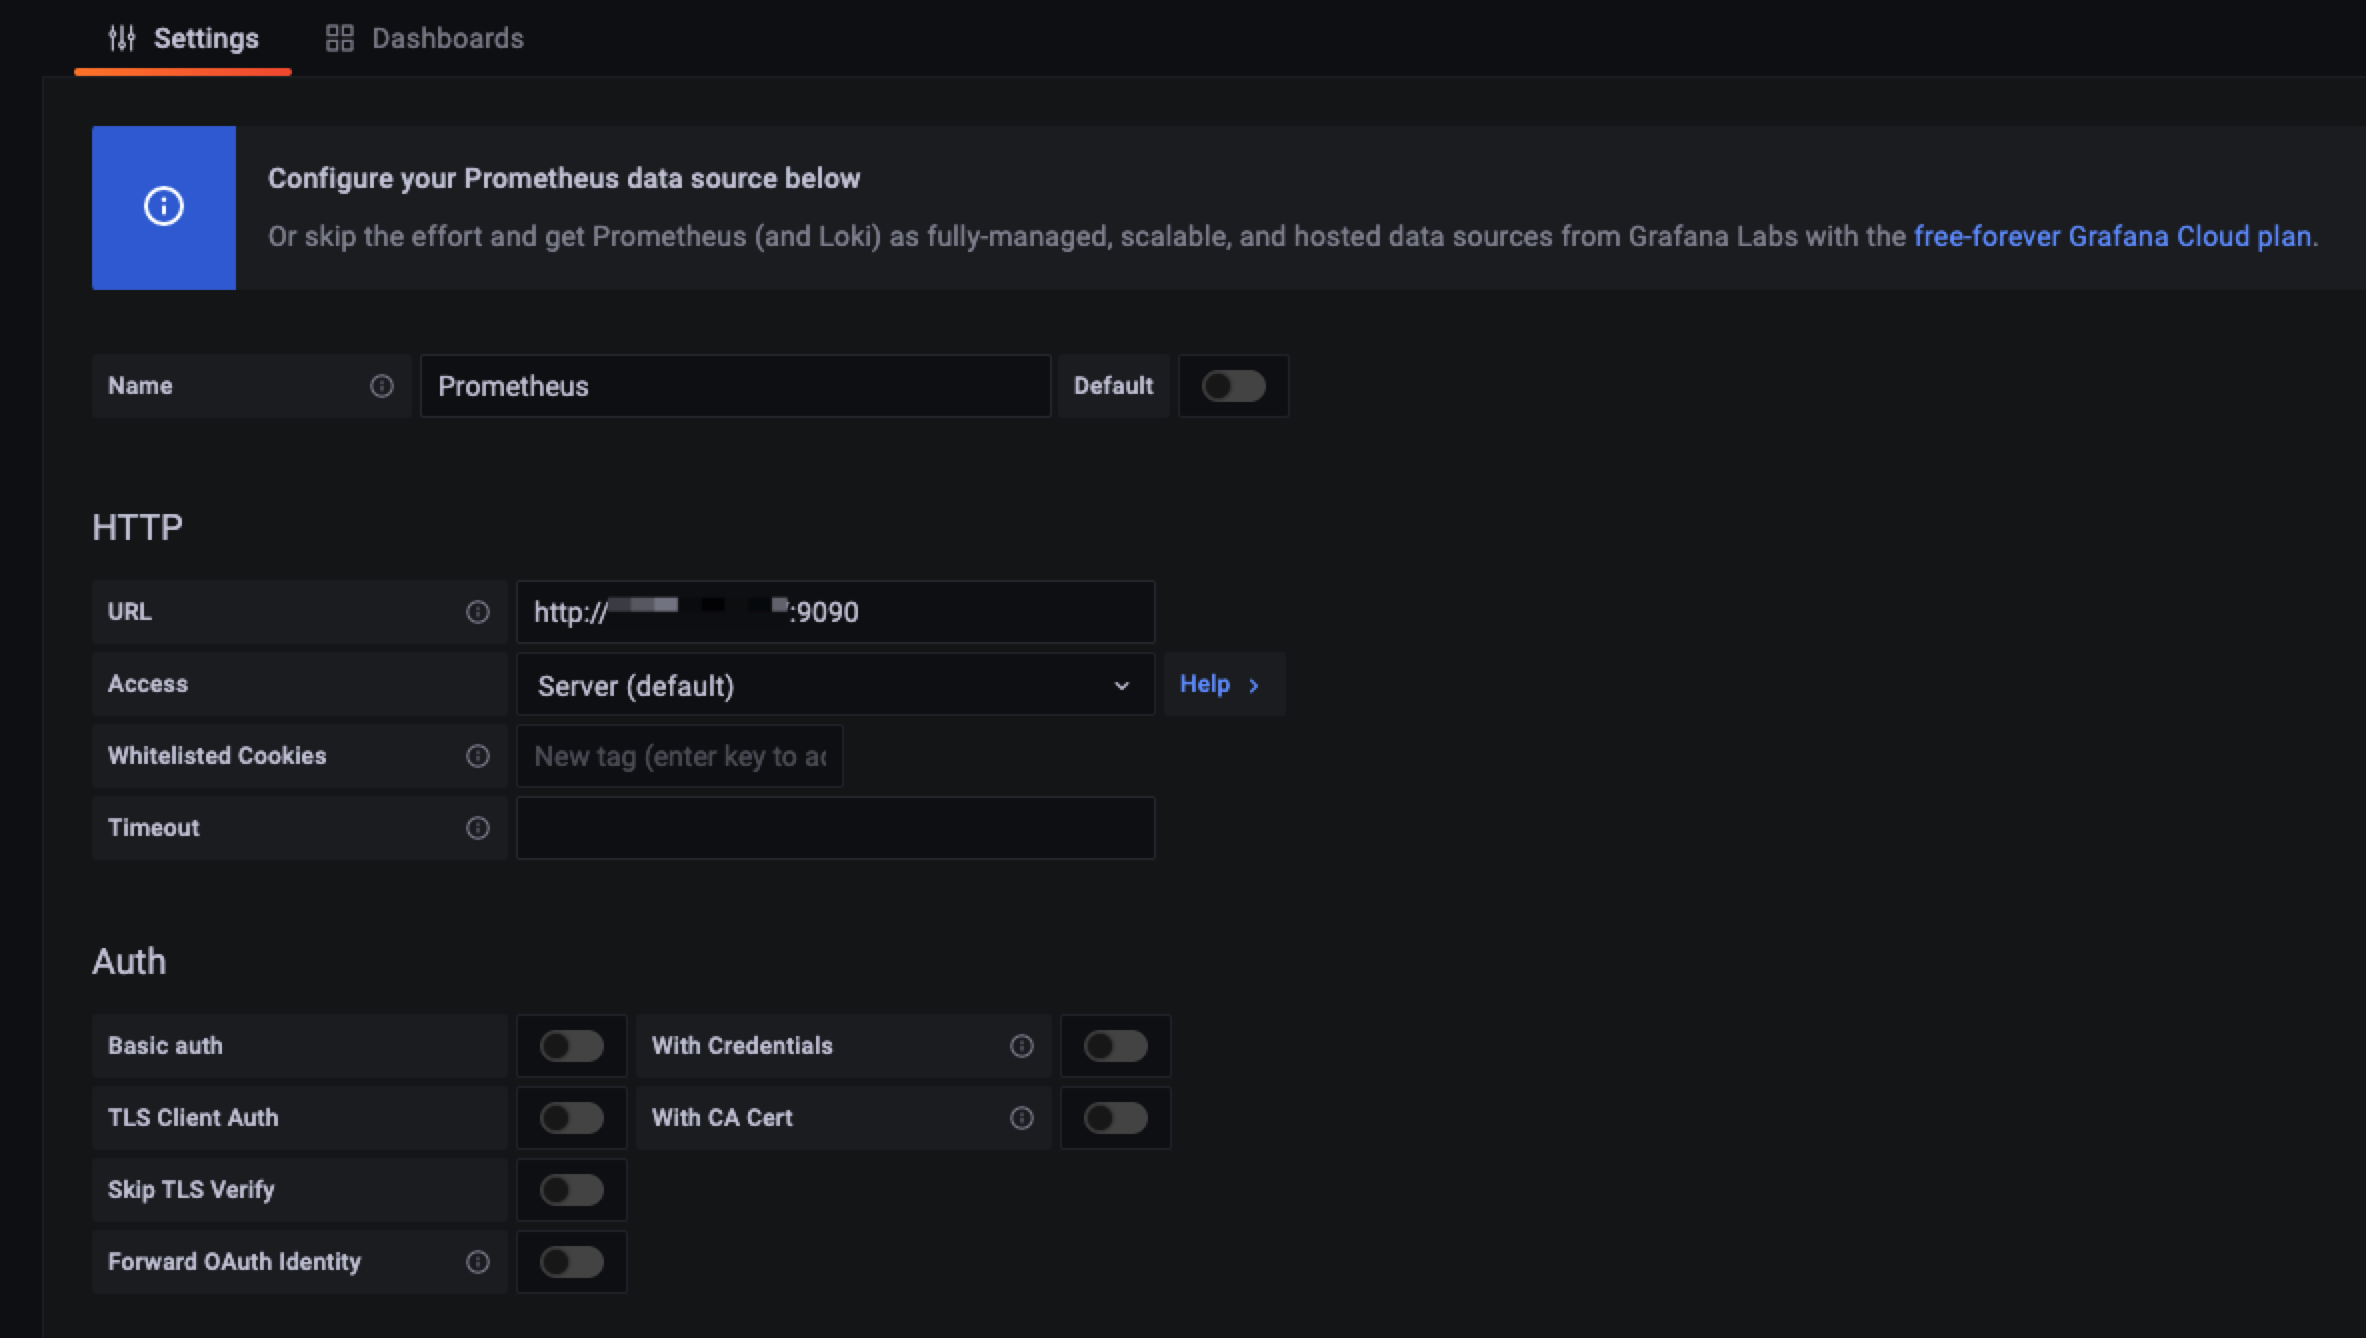 Settings Dashboards
Configure your Prometheus data source below
Or skip the effort and get Prometheus (and Loki) as fully-managed, scalable, and hosted data sources from Grafana Labs with the free-forever Grafana Cloud plan.
Name Prometheus Default
HTTP
URL http:// :9090
Access Server (default) Help
Whitelisted Cookies New tag (enter key to
Timeout
Auth
Basic auth With Credentials
TLS Client Auth With CA Cert
Skip TLS Verify
Forward OAuth Identity